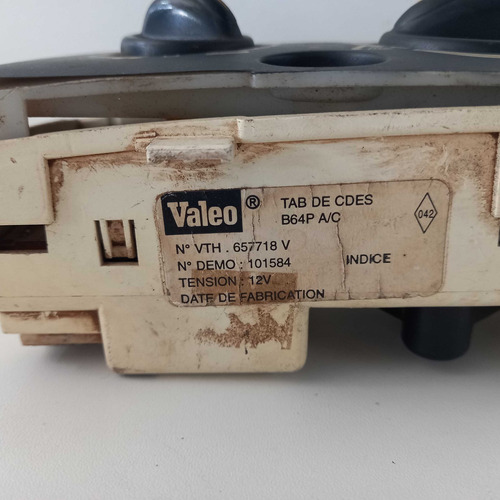 Valeo ®
TAB DE CDES
B64P A/C
042
N° VTH . 657718 V
N° DEMO : 101584
INDICE
TENSION : 12V
DATE DE FABRICATION